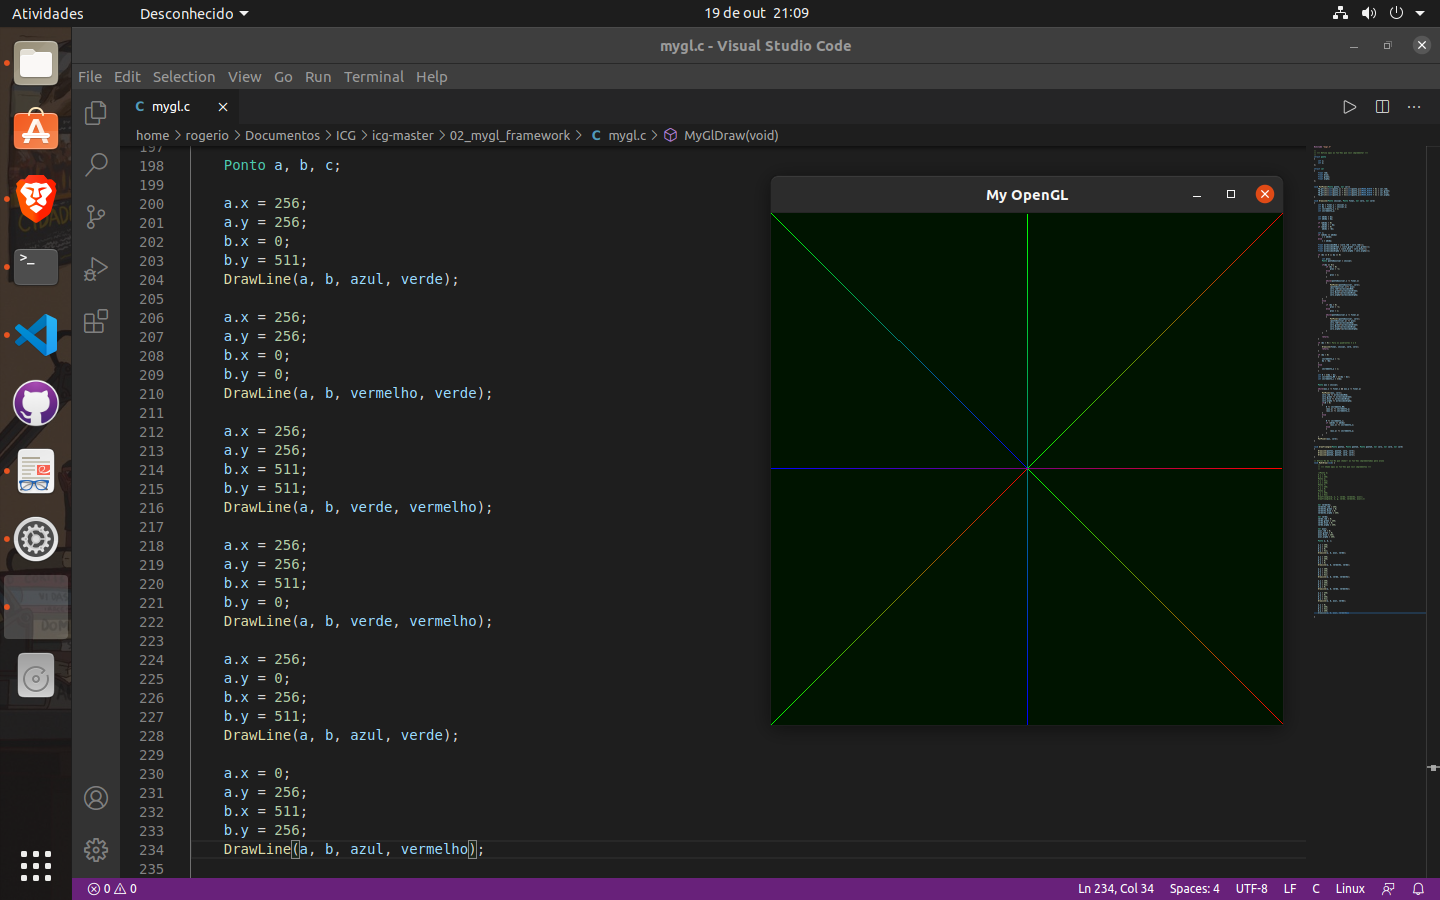 Atividades Desconhecido 19 de out 21:09
mygl.c - Visual Studio Code
File Edit Selection View Go Run Terminal Help
C mygl.c
home > rogerio > Documentos > ICG > icg-master > 02_mygl_framework > C mygl.c > MyGlDraw(void)
197
198 Ponto a, b, c;
199
200 a.x = 256;
201 a.y = 256;
202 b.x = 0;
203 b.y = 511;
204 DrawLine(a, b, azul, verde);
205
206 a.x = 256;
207 a.y = 256;
208 b.x = 0;
209 b.y = 0;
210 DrawLine(a, b, vermelho, verde);
211
212 a.x = 256;
213 a.y = 256;
214 b.x = 511;
215 b.y = 511;
216 DrawLine(a, b, verde, vermelho);
217
218 a.x = 256;
219 a.y = 256;
220 b.x = 511;
221 b.y = 0;
222 DrawLine(a, b, verde, vermelho);
223
224 a.x = 256;
225 a.y = 0;
226 b.x = 256;
227 b.y = 511;
228 DrawLine(a, b, azul, verde);
229
230 a.x = 0;
231 a.y = 256;
232 b.x = 511;
233 b.y = 256;
234 DrawLine(a, b, azul, vermelho);
235
My OpenGL
0 0 Ln 234, Col 34 Spaces: 4 UTF-8 LF C Linux